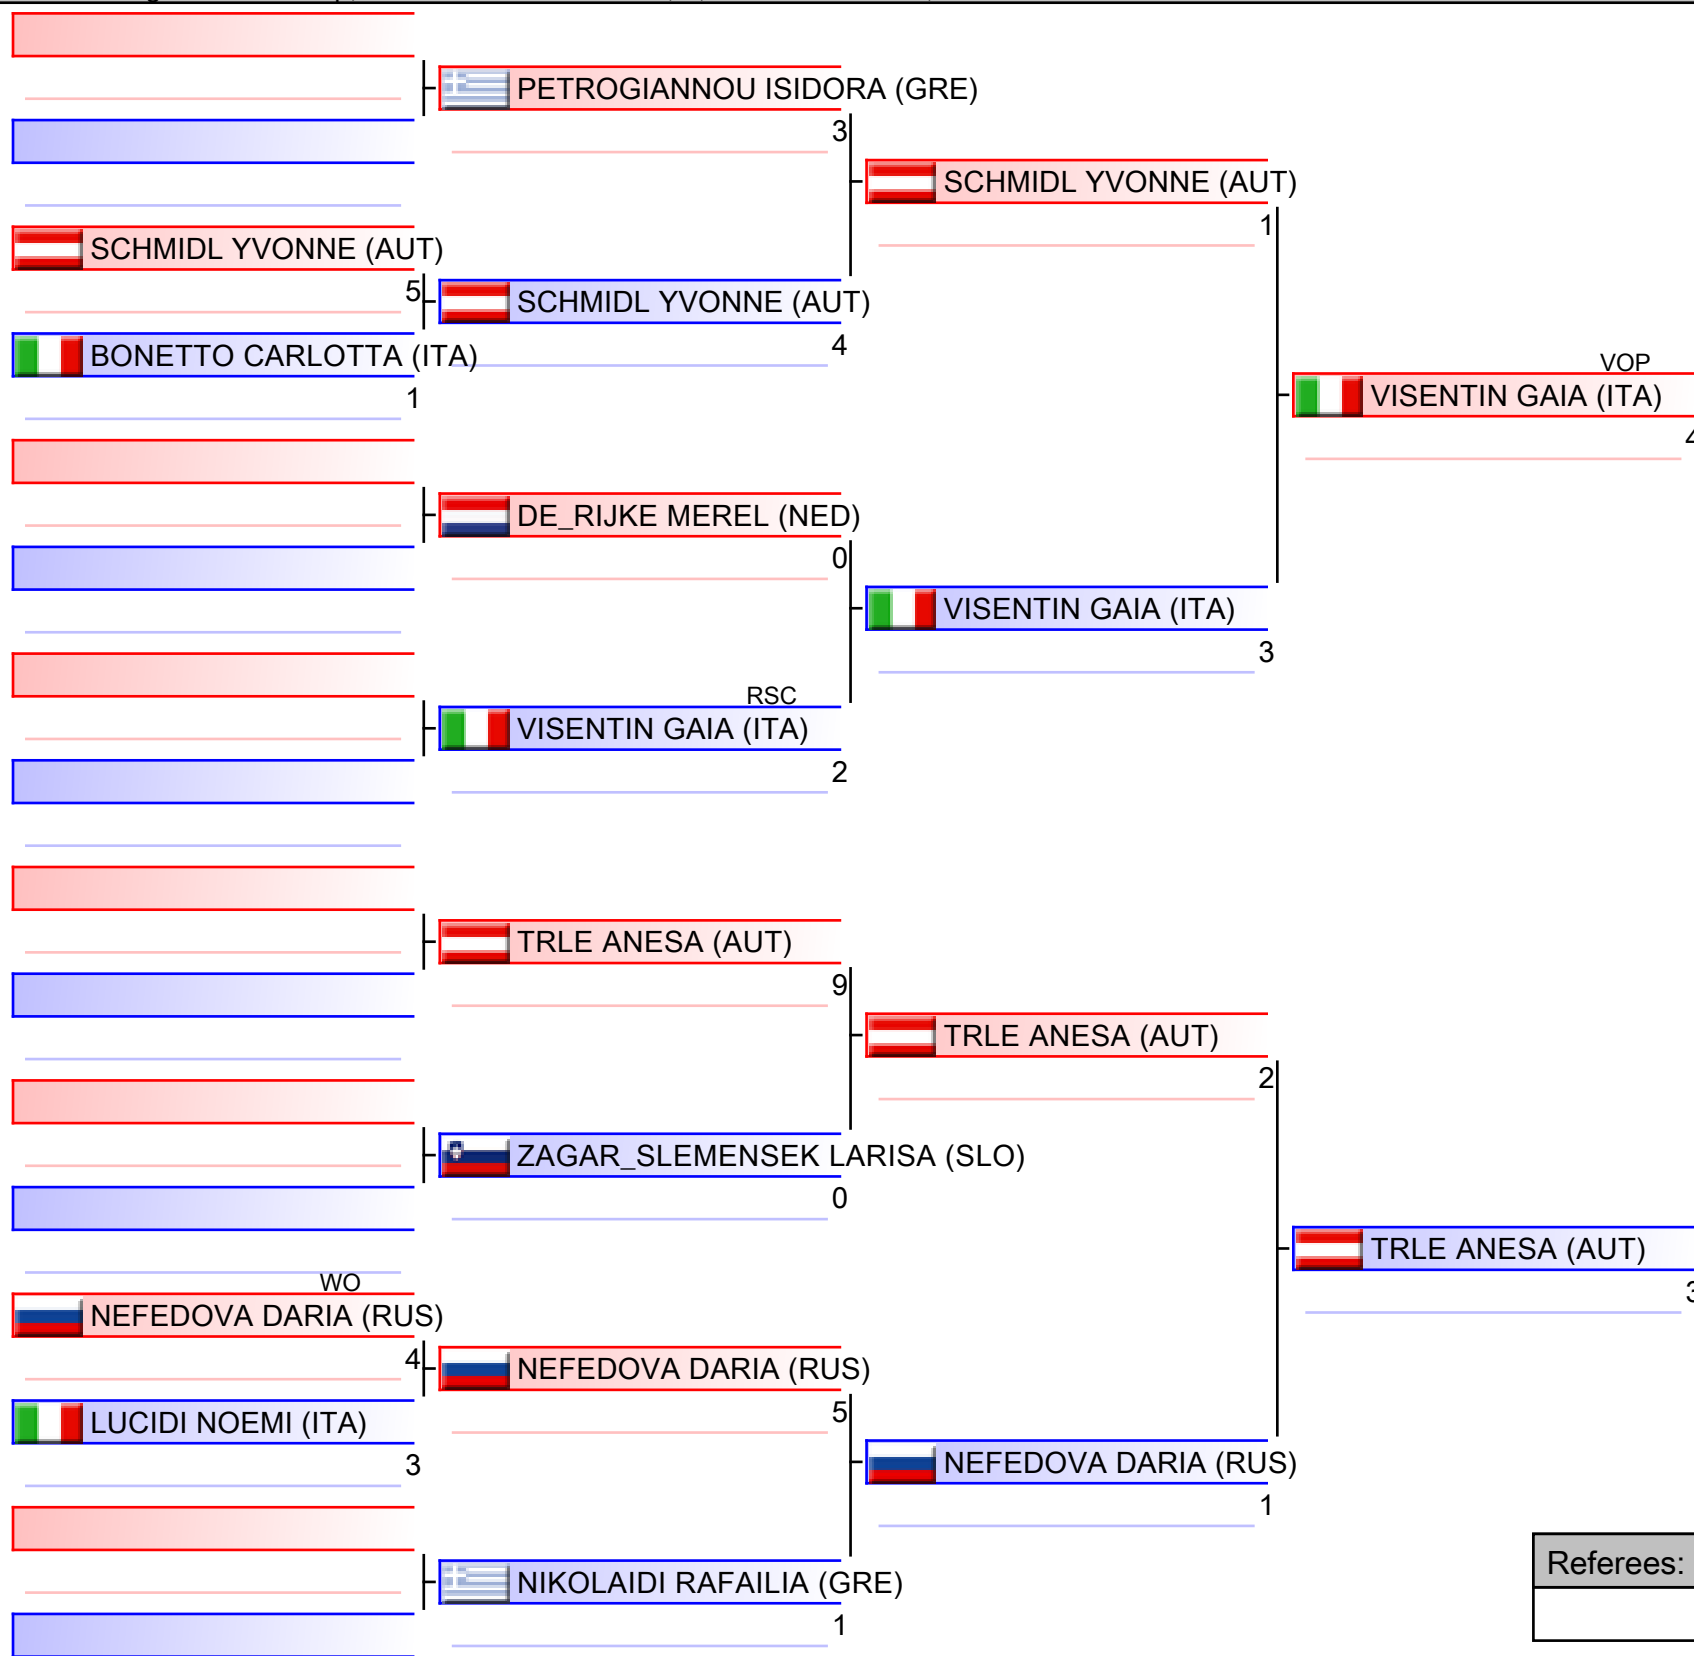 PETROGIANNOU ISIDORA (GRE)
3
SCHMIDL YVONNE (AUT)
1
SCHMIDL YVONNE (AUT)
5
SCHMIDL YVONNE (AUT)
4
BONETTO CARLOTTA (ITA)
1
VOP
VISENTIN GAIA (ITA)
4
DE_RIJKE MEREL (NED)
0
VISENTIN GAIA (ITA)
3
RSC
VISENTIN GAIA (ITA)
2
TRLE ANESA (AUT)
9
TRLE ANESA (AUT)
2
ZAGAR_SLEMENSEK LARISA (SLO)
0
TRLE ANESA (AUT)
3
WO
NEFEDOVA DARIA (RUS)
4
NEFEDOVA DARIA (RUS)
5
LUCIDI NOEMI (ITA)
3
NEFEDOVA DARIA (RUS)
1
NIKOLAIDI RAFAILIA (GRE)
1
Referees: